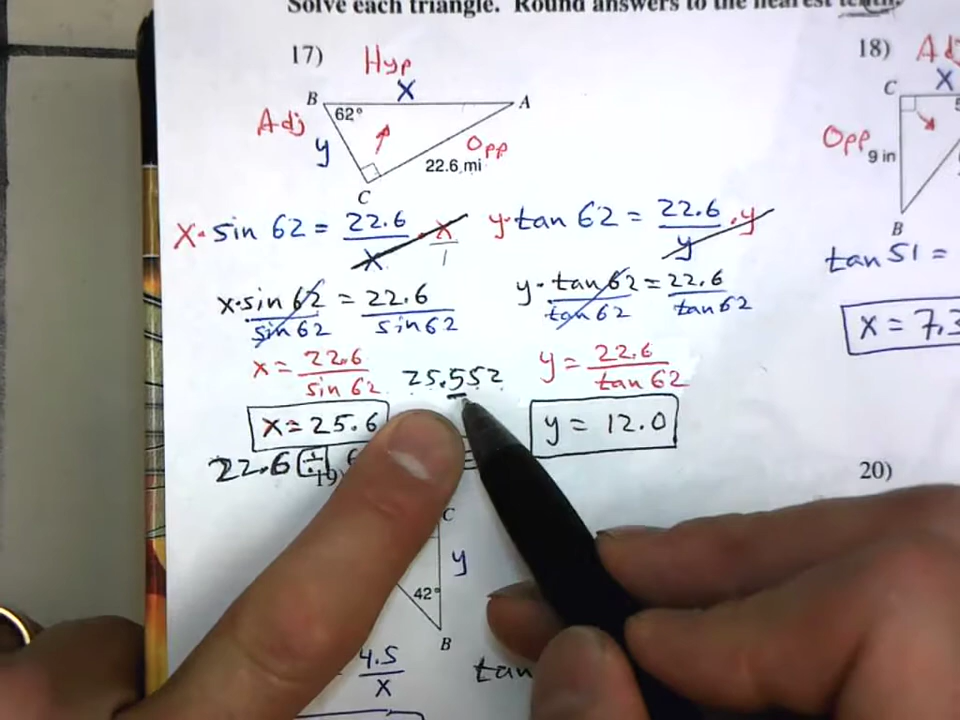 Solve each triangle. Round answers to the nearest tenth.
17)
Hyp
X
B
62°
A
Adj
y
Opp
22.6 mi
C
X· sin 62 = 22.6/x · x/1
y· tan 62 = 22.6/y · y
x·sin 62/sin 62 = 22.6/sin 62
y· tan 62/tan 62 = 22.6/tan 62
x = 22.6/sin 62
25.552
y = 22.6/tan 62
x = 25.6
y = 12.0
22.6 ÷
=
19)
C
y
42°
B
4.5/x
tan
18)
C
X
Opp
9 in
B
tan 51 =
x = 7.3
20)